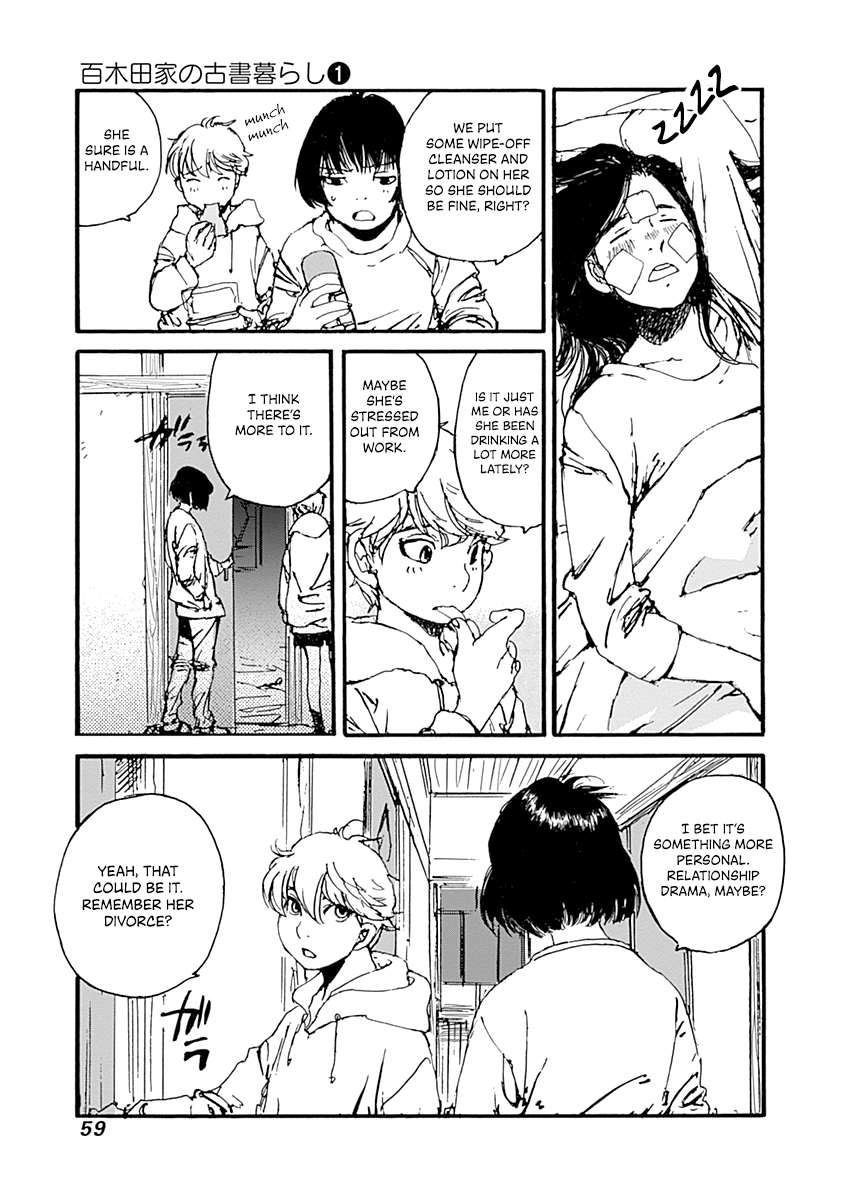 百木田家の古書暮らし❶
ZZZZ
WE PUT
SOME WIPE-OFF
CLEANSER AND
LOTION ON HER
SO SHE SHOULD
BE FINE, RIGHT?
munch
munch
SHE
SURE IS A
HANDFUL.
IS IT JUST
ME OR HAS
SHE BEEN
DRINKING A
LOT MORE
LATELY?
MAYBE
SHE'S
STRESSED
OUT FROM
WORK.
I THINK
THERE'S
MORE TO IT.
ガラっ
I BET IT'S
SOMETHING MORE
PERSONAL.
RELATIONSHIP
DRAMA, MAYBE?
YEAH, THAT
COULD BE IT.
REMEMBER HER
DIVORCE?
ガラ
59